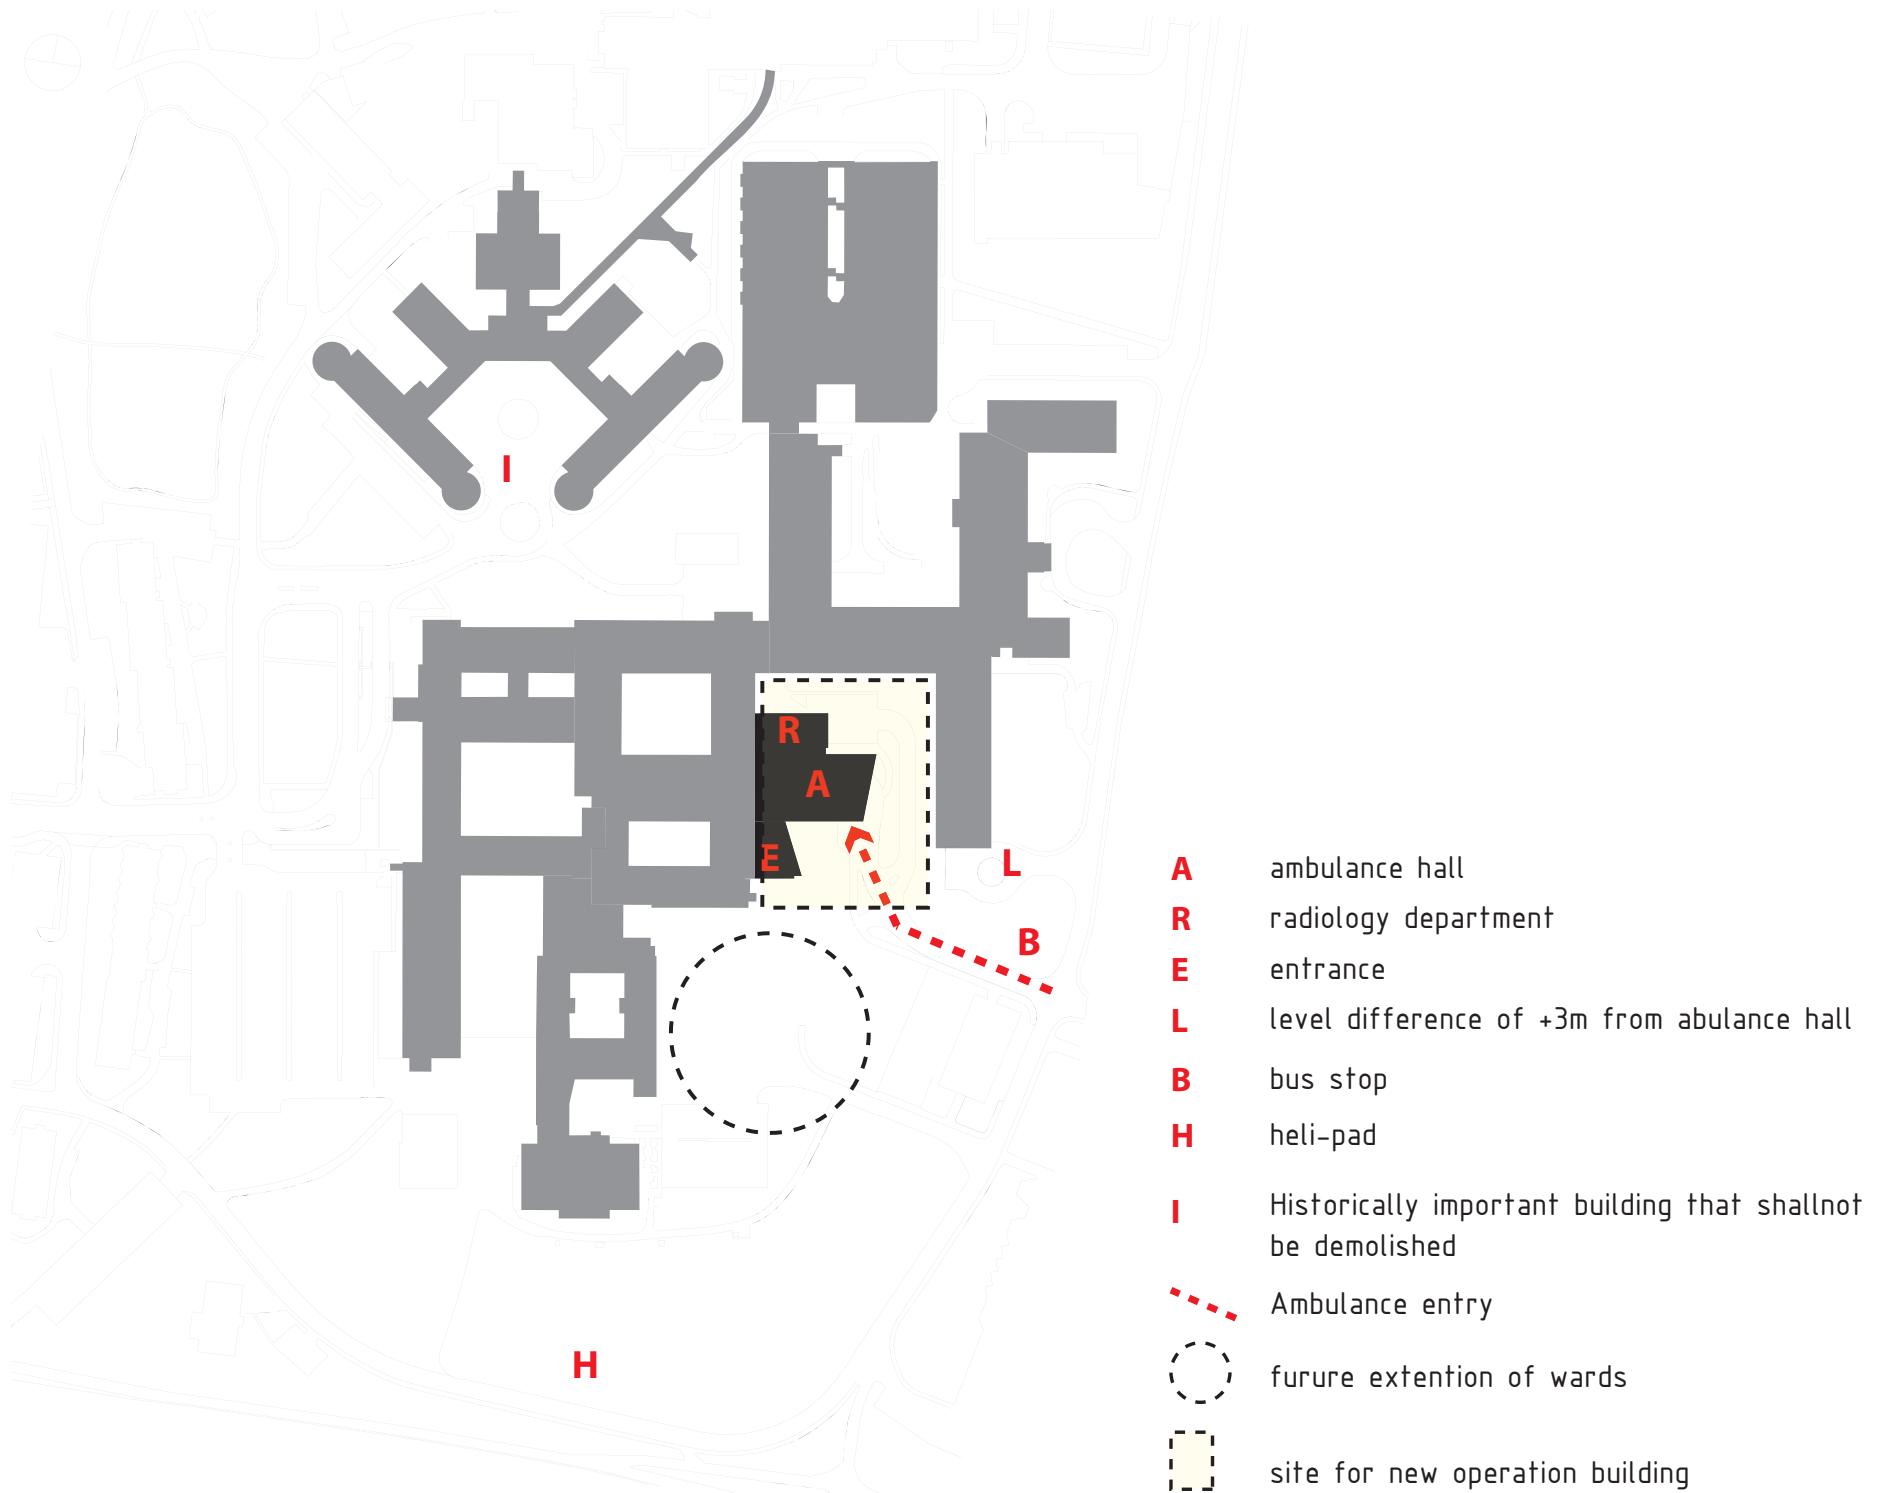 I
R
A
E
L
B
H
A ambulance hall
R radiology department
E entrance
L level difference of +3m from abulance hall
B bus stop
H heli-pad
I Historically important building that shallnot
be demolished
Ambulance entry
furure extention of wards
site for new operation building